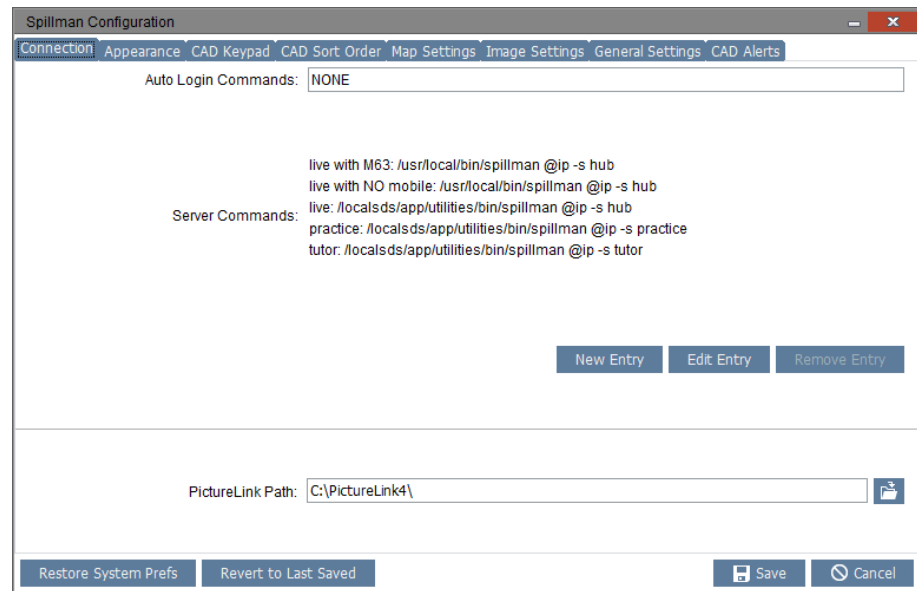 Spillman Configuration
Connection Appearance CAD Keypad CAD Sort Order Map Settings Image Settings General Settings CAD Alerts
Auto Login Commands: NONE
live with M63: /usr/local/bin/spillman @ip -s hub
live with NO mobile: /usr/local/bin/spillman @ip -s hub
Server Commands: live: /localsds/app/utilities/bin/spillman @ip -s hub
practice: /localsds/app/utilities/bin/spillman @ip -s practice
tutor: /localsds/app/utilities/bin/spillman @ip -s tutor
New Entry Edit Entry Remove Entry
PictureLink Path: C:\PictureLink4\
Restore System Prefs Revert to Last Saved Save Cancel